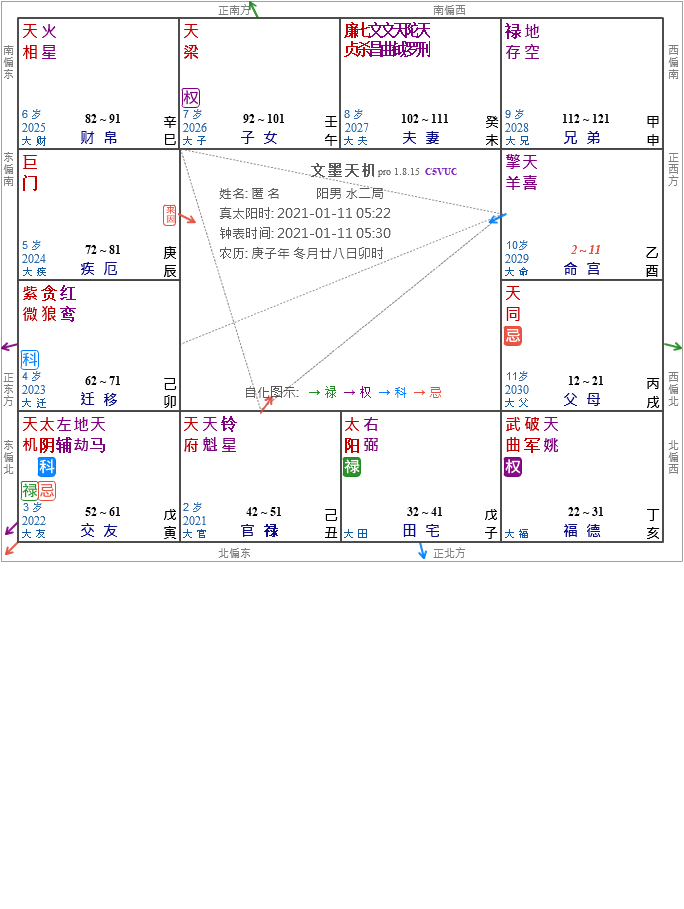 正南方
南偏西
南偏东
西偏南
天 火
相 星
6 岁
2025
大 财
82 ~ 91
财 帛
辛
巳
天
梁
权
7 岁
2026
大 子
92 ~ 101
子 女
壬
午
廉七文文天陀天
贞杀昌曲钺罗刑
8 岁
2027
大 夫
102 ~ 111
夫 妻
癸
未
禄 地
存 空
9 岁
2028
大 兄
112 ~ 121
兄 弟
甲
申
东偏南
巨
门
5 岁
2024
大 疾
72 ~ 81
疾 厄
来因
庚
辰
文墨天机 pro 1.8.15 C5VUC
姓名: 匿 名 阳男 水二局
真太阳时: 2021-01-11 05:22
钟表时间: 2021-01-11 05:30
农历: 庚子年 冬月廿八日卯时
自化图示: →禄 →权 →科 →忌
擎 天
羊 喜
10岁
2029
大 命
2 ~ 11
命 宫
乙
酉
正西方
紫 贪 红
微 狼 鸾
科
4 岁
2023
大 迁
62 ~ 71
迁 移
己
卯
正东方
天
同
忌
11岁
2030
大 父
12 ~ 21
父 母
丙
戌
西偏北
东偏北
天 太 左 地 天
机 阴 辅 劫 马
科
禄 忌
3 岁
2022
大 友
52 ~ 61
交 友
戊
寅
天 天 铃
府 魁 星
2 岁
2021
大 官
42 ~ 51
官 禄
己
丑
太 右
阳 弼
禄
大 田
32 ~ 41
田 宅
戊
子
武 破 天
曲 军 姚
权
大 福
22 ~ 31
福 德
丁
亥
北偏西
北偏东
正北方